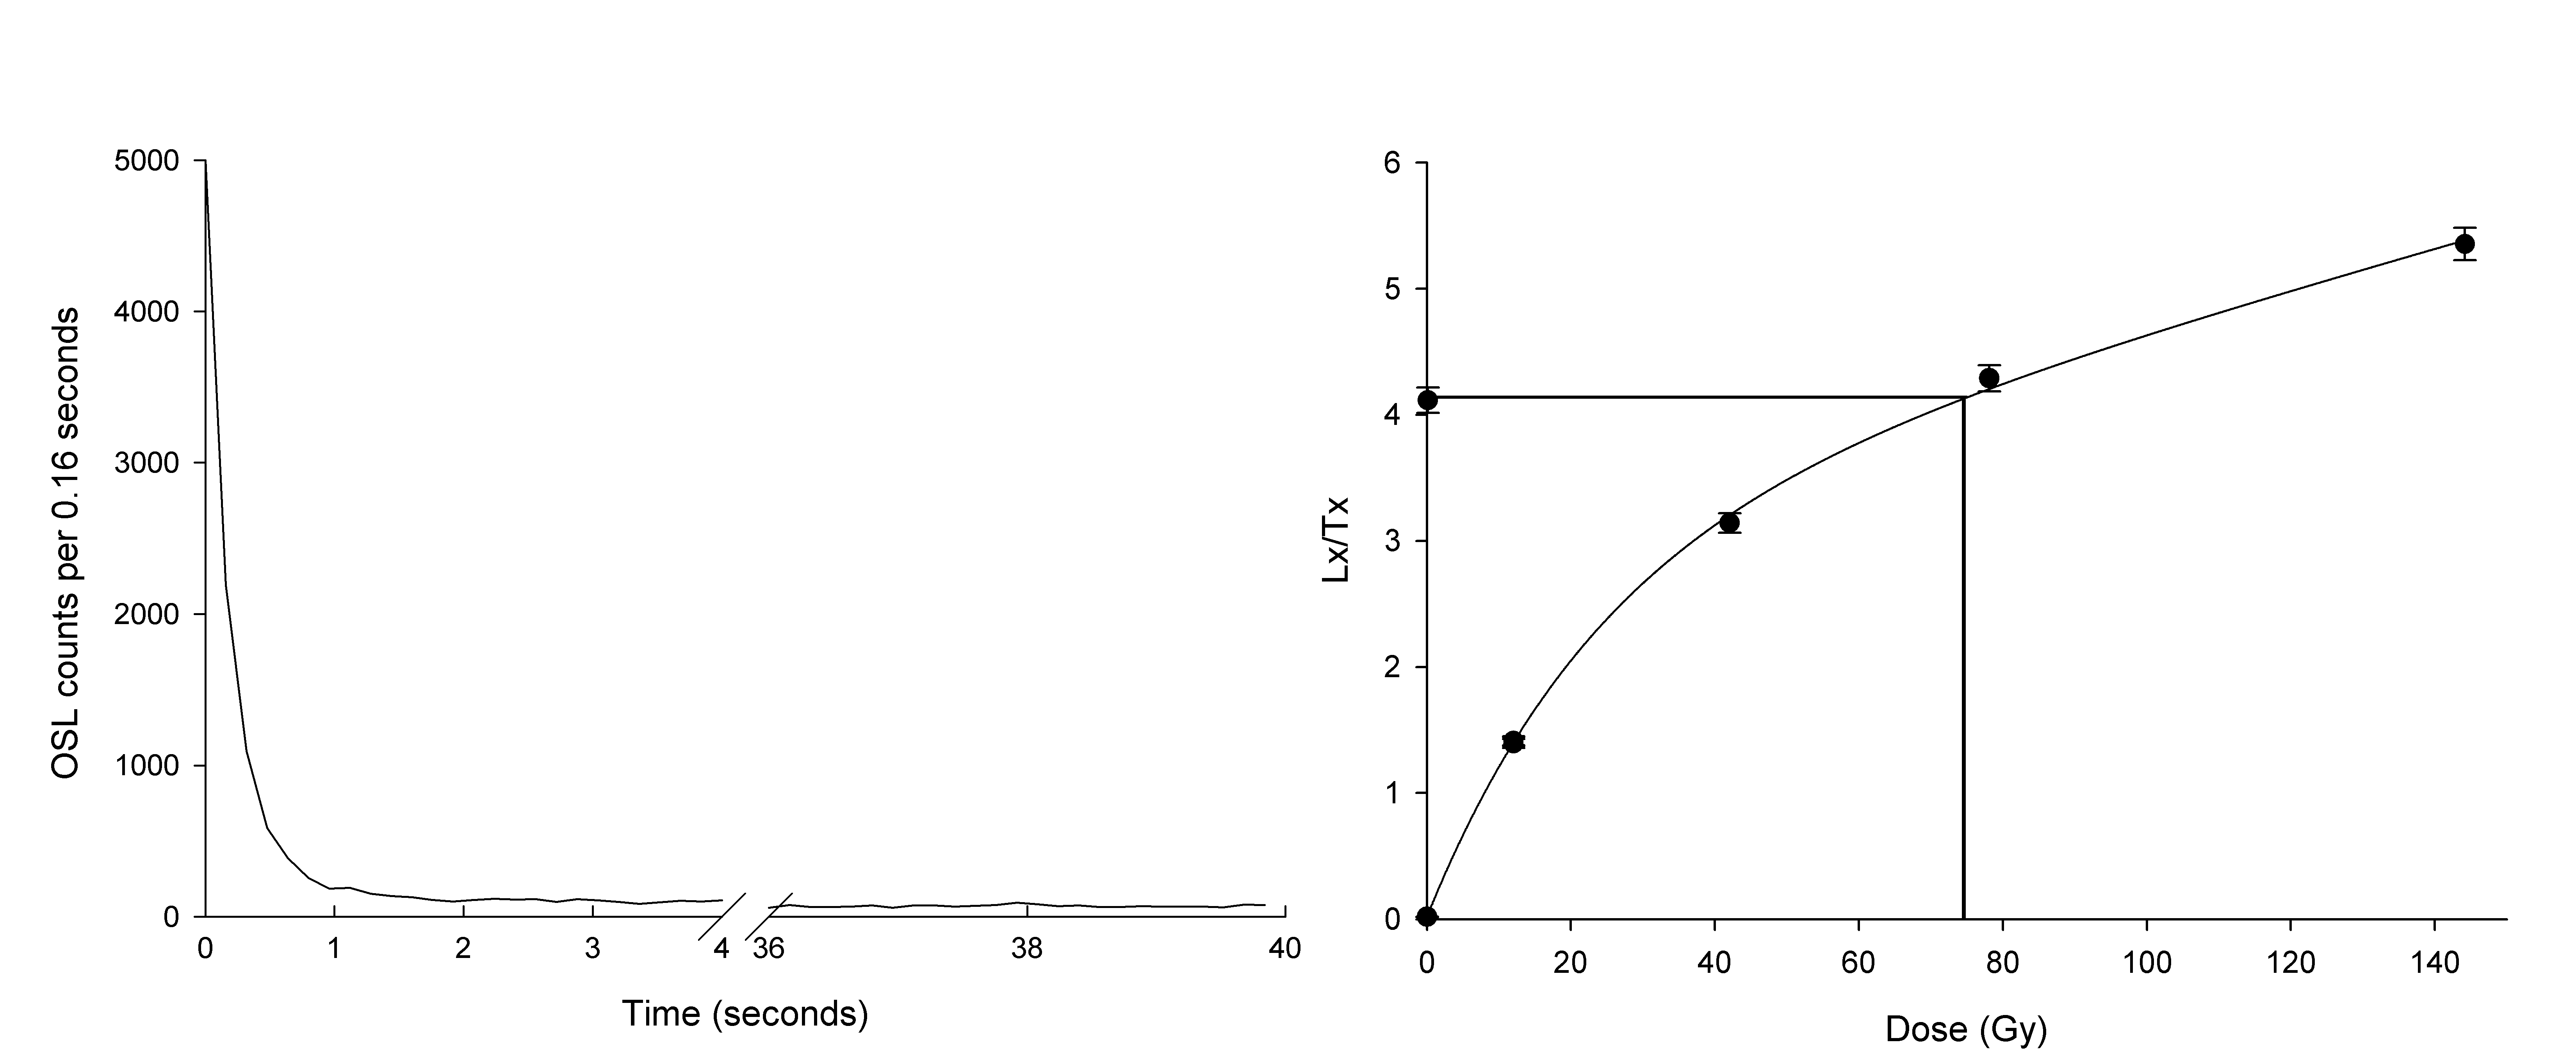 5000
4000
3000
2000
1000
0
OSL counts per 0.16 seconds
0 1 2 3 4 36 38 40
Time (seconds)
6
5
4
3
2
1
0
Lx/Tx
0 20 40 60 80 100 120 140
Dose (Gy)